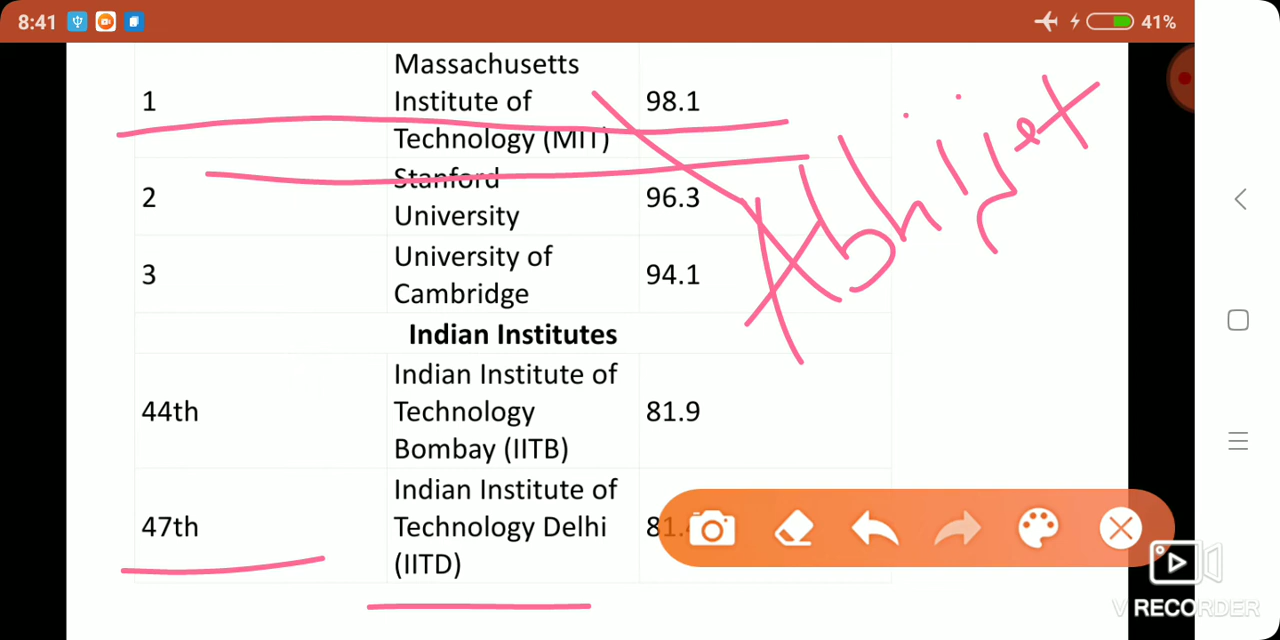 8:41
41%
Massachusetts
1 Institute of 98.1
Technology (MIT)
Stanford
2 96.3
University
University of
3 94.1
Cambridge
Indian Institutes
Indian Institute of
44th Technology 81.9
Bombay (IITB)
Indian Institute of
47th Technology Delhi 81.
(IITD)
Abhijeet
V RECORDER